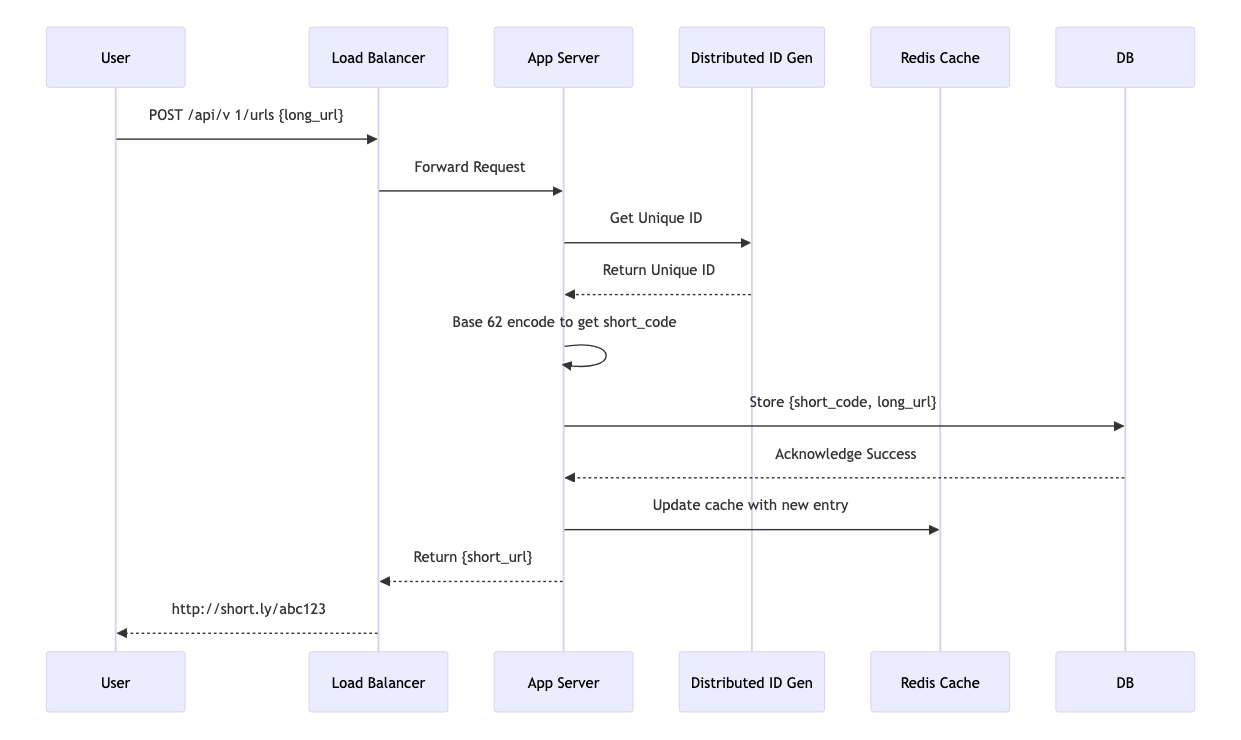 User
Load Balancer
App Server
Distributed ID Gen
Redis Cache
DB
POST /api/v 1/urls {long_url}
Forward Request
Get Unique ID
Return Unique ID
Base 62 encode to get short_code
Store {short_code, long_url}
Acknowledge Success
Update cache with new entry
Return {short_url}
http://short.ly/abc123
User
Load Balancer
App Server
Distributed ID Gen
Redis Cache
DB